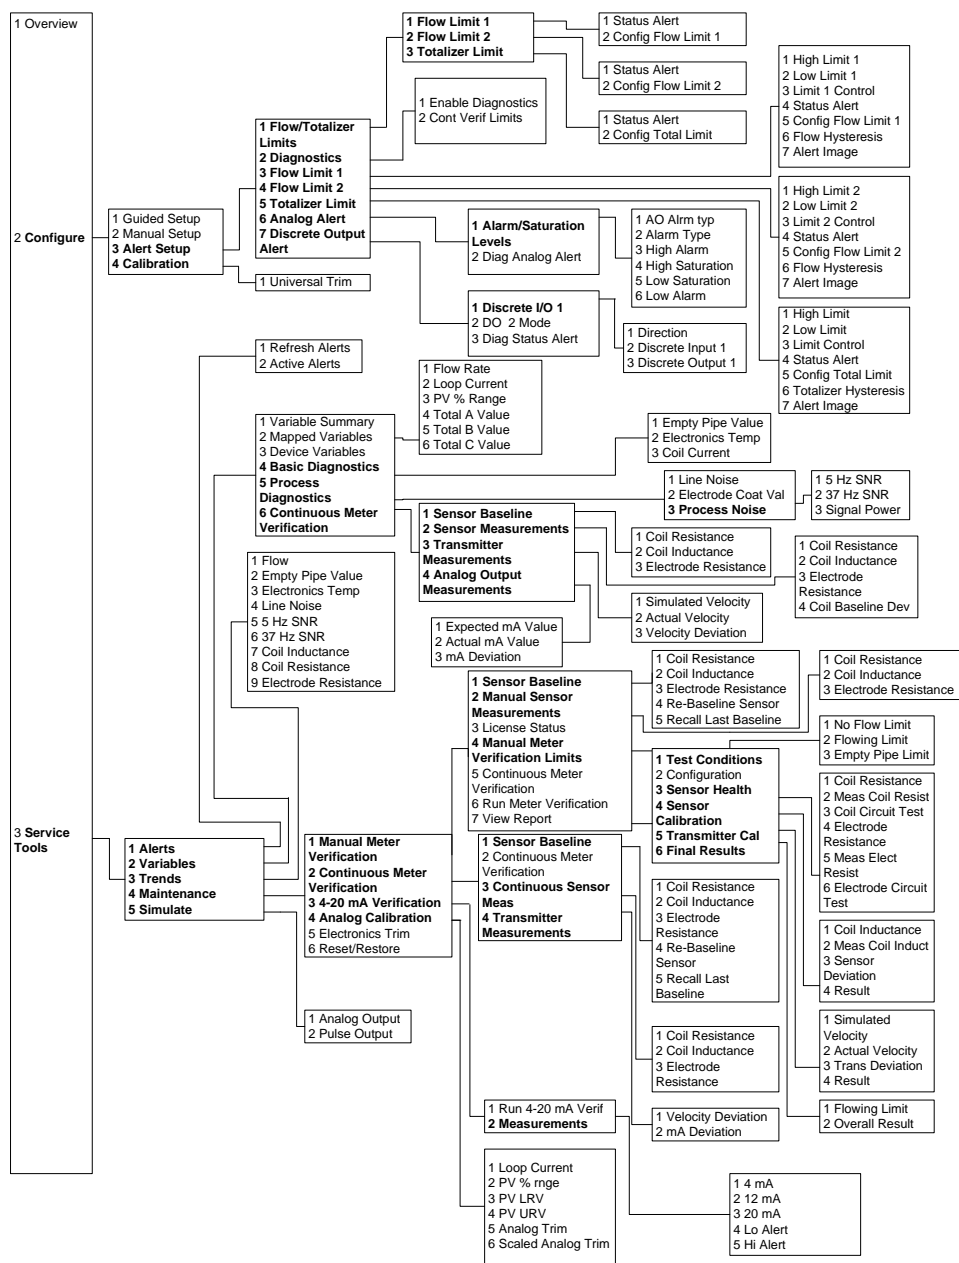 1 Overview
2 Configure
3 Service
Tools
1 Guided Setup
2 Manual Setup
3 Alert Setup
4 Calibration
1 Flow/Totalizer
Limits
2 Diagnostics
3 Flow Limit 1
4 Flow Limit 2
5 Totalizer Limit
6 Analog Alert
7 Discrete Output
Alert
1 Universal Trim
1 Flow Limit 1
2 Flow Limit 2
3 Totalizer Limit
1 Status Alert
2 Config Flow Limit 1
1 Status Alert
2 Config Flow Limit 2
1 Status Alert
2 Config Total Limit
1 Enable Diagnostics
2 Cont Verif Limits
1 High Limit 1
2 Low Limit 1
3 Limit 1 Control
4 Status Alert
5 Config Flow Limit 1
6 Flow Hysteresis
7 Alert Image
1 High Limit 2
2 Low Limit 2
3 Limit 2 Control
4 Status Alert
5 Config Flow Limit 2
6 Flow Hysteresis
7 Alert Image
1 High Limit
2 Low Limit
3 Limit Control
4 Status Alert
5 Config Total Limit
6 Totalizer Hysteresis
7 Alert Image
1 Alarm/Saturation
Levels
2 Diag Analog Alert
1 AO Alrm typ
2 Alarm Type
3 High Alarm
4 High Saturation
5 Low Saturation
6 Low Alarm
1 Discrete I/O 1
2 DO 2 Mode
3 Diag Status Alert
1 Direction
2 Discrete Input 1
3 Discrete Output 1
1 Refresh Alerts
2 Active Alerts
1 Variable Summary
2 Mapped Variables
3 Device Variables
4 Basic Diagnostics
5 Process
Diagnostics
6 Continuous Meter
Verification
1 Flow Rate
2 Loop Current
3 PV % Range
4 Total A Value
5 Total B Value
6 Total C Value
1 Empty Pipe Value
2 Electronics Temp
3 Coil Current
1 Line Noise
2 Electrode Coat Val
3 Process Noise
1 5 Hz SNR
2 37 Hz SNR
3 Signal Power
1 Sensor Baseline
2 Sensor Measurements
3 Transmitter
Measurements
4 Analog Output
Measurements
1 Coil Resistance
2 Coil Inductance
3 Electrode Resistance
1 Coil Resistance
2 Coil Inductance
3 Electrode
Resistance
4 Coil Baseline Dev
1 Simulated Velocity
2 Actual Velocity
3 Velocity Deviation
1 Expected mA Value
2 Actual mA Value
3 mA Deviation
1 Flow
2 Empty Pipe Value
3 Electronics Temp
4 Line Noise
5 5 Hz SNR
6 37 Hz SNR
7 Coil Inductance
8 Coil Resistance
9 Electrode Resistance
1 Alerts
2 Variables
3 Trends
4 Maintenance
5 Simulate
1 Manual Meter
Verification
2 Continuous Meter
Verification
3 4-20 mA Verification
4 Analog Calibration
5 Electronics Trim
6 Reset/Restore
1 Analog Output
2 Pulse Output
1 Sensor Baseline
2 Manual Sensor
Measurements
3 License Status
4 Manual Meter
Verification Limits
5 Continuous Meter
Verification
6 Run Meter Verification
7 View Report
1 Coil Resistance
2 Coil Inductance
3 Electrode Resistance
4 Re-Baseline Sensor
5 Recall Last Baseline
1 Coil Resistance
2 Coil Inductance
3 Electrode Resistance
1 No Flow Limit
2 Flowing Limit
3 Empty Pipe Limit
1 Test Conditions
2 Configuration
3 Sensor Health
4 Sensor
Calibration
5 Transmitter Cal
6 Final Results
1 Coil Resistance
2 Meas Coil Resist
3 Coil Circuit Test
4 Electrode
Resistance
5 Meas Elect
Resist
6 Electrode Circuit
Test
1 Coil Inductance
2 Meas Coil Induct
3 Sensor
Deviation
4 Result
1 Simulated
Velocity
2 Actual Velocity
3 Trans Deviation
4 Result
1 Flowing Limit
2 Overall Result
1 Sensor Baseline
2 Continuous Meter
Verification
3 Continuous Sensor
Meas
4 Transmitter
Measurements
1 Coil Resistance
2 Coil Inductance
3 Electrode
Resistance
4 Re-Baseline
Sensor
5 Recall Last
Baseline
1 Coil Resistance
2 Coil Inductance
3 Electrode
Resistance
1 Velocity Deviation
2 mA Deviation
1 Run 4-20 mA Verif
2 Measurements
1 4 mA
2 12 mA
3 20 mA
4 Lo Alert
5 Hi Alert
1 Loop Current
2 PV % rnge
3 PV LRV
4 PV URV
5 Analog Trim
6 Scaled Analog Trim